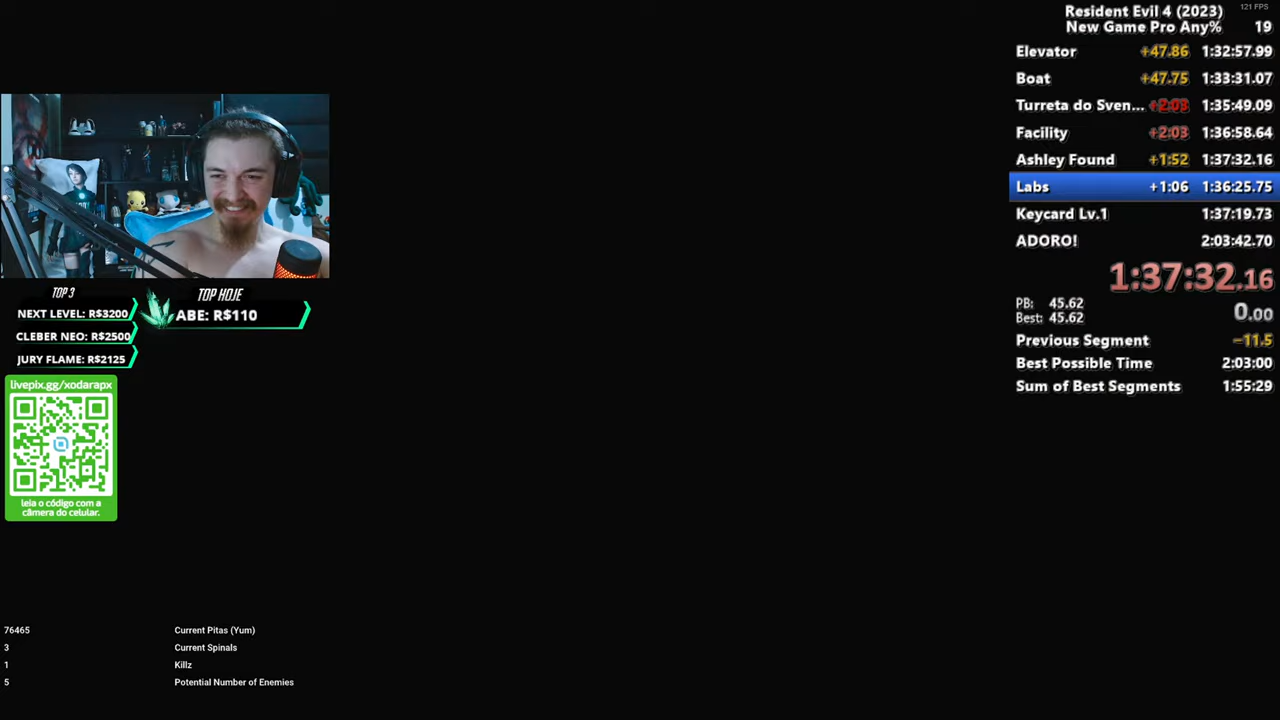 121 FPS
Resident Evil 4 (2023)
New Game Pro Any% 19
Elevator +47.86 1:32:57.99
Boat +47.75 1:33:31.07
Turreta do Sven... +2:03 1:35:49.09
Facility +2:03 1:36:58.64
Ashley Found +1:52 1:37:32.16
Labs +1:06 1:36:25.75
Keycard Lv.1 1:37:19.73
ADORO! 2:03:42.70
1:37:32.16
PB: 45.62
Best: 45.62
0.00
Previous Segment −11.5
Best Possible Time 2:03:00
Sum of Best Segments 1:55:29
TOP 3
NEXT LEVEL: R$3200
CLEBER NEO: R$2500
JURY FLAME: R$2125
TOP HOJE
ABE: R$110
livepix.gg/xodarapx
leia o código com a
câmera do celular.
76465 Current Pitas (Yum)
3 Current Spinals
1 Killz
5 Potential Number of Enemies